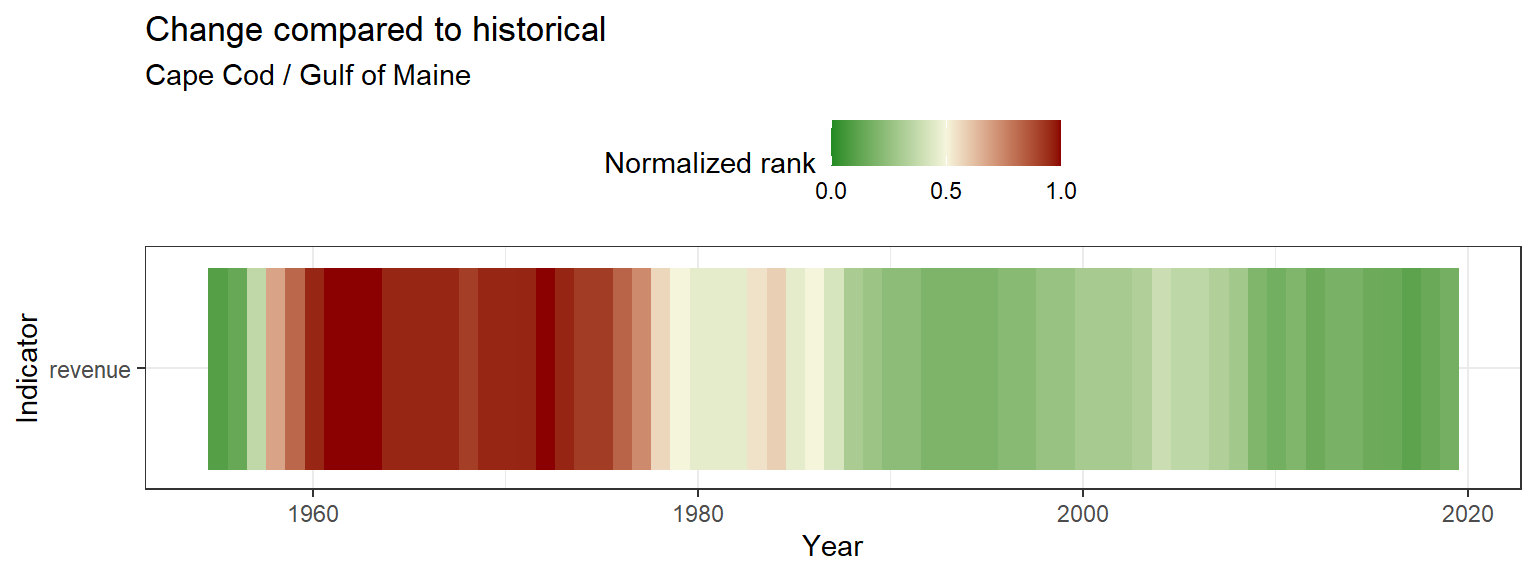 Change compared to historical
Cape Cod / Gulf of Maine
Normalized rank
0.0 0.5 1.0
Indicator
revenue
1960 1980 2000 2020
Year